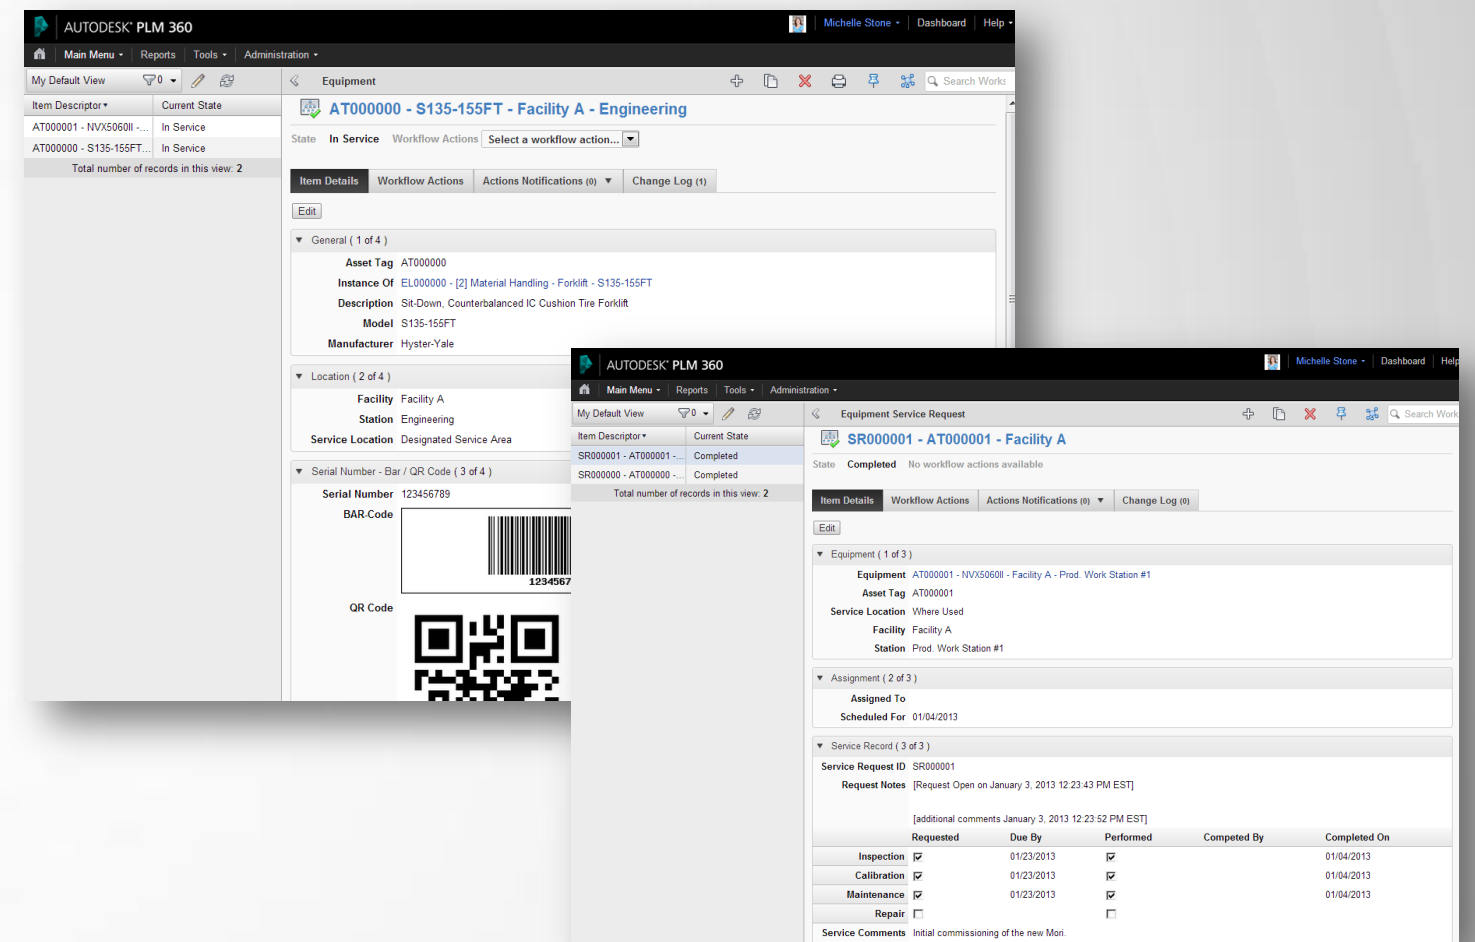 AUTODESK® PLM 360
Michelle Stone Dashboard Help
Main Menu Reports Tools Administration
My Default View 0
Equipment
Search Works
Item Descriptor Current State
AT000001 - NVX5060II -... In Service
AT000000 - S135-155FT... In Service
Total number of records in this view: 2
AT000000 - S135-155FT - Facility A - Engineering
State In Service Workflow Actions Select a workflow action...
Item Details Workflow Actions Actions Notifications (0) Change Log (1)
Edit
General ( 1 of 4 )
Asset Tag AT000000
Instance Of EL000000 - [2] Material Handling - Forklift - S135-155FT
Description Sit-Down, Counterbalanced IC Cushion Tire Forklift
Model S135-155FT
Manufacturer Hyster-Yale
Location ( 2 of 4 )
Facility Facility A
Station Engineering
Service Location Designated Service Area
Serial Number - Bar / QR Code ( 3 of 4 )
Serial Number 123456789
BAR-Code
1234567
QR Code
AUTODESK® PLM 360
Michelle Stone Dashboard Help
Main Menu Reports Tools Administration
My Default View 0
Equipment Service Request
Search Work
Item Descriptor Current State
SR000001 - AT000001 -... Completed
SR000000 - AT000000 -... Completed
Total number of records in this view: 2
SR000001 - AT000001 - Facility A
State Completed No workflow actions available
Item Details Workflow Actions Actions Notifications (0) Change Log (0)
Edit
Equipment ( 1 of 3 )
Equipment AT000001 - NVX5060II - Facility A - Prod. Work Station #1
Asset Tag AT000001
Service Location Where Used
Facility Facility A
Station Prod. Work Station #1
Assignment ( 2 of 3 )
Assigned To
Scheduled For 01/04/2013
Service Record ( 3 of 3 )
Service Request ID SR000001
Request Notes [Request Open on January 3, 2013 12:23:43 PM EST]
[additional comments January 3, 2013 12:23:52 PM EST]
Requested Due By Performed Competed By Completed On
Inspection 01/23/2013 01/04/2013
Calibration 01/23/2013 01/04/2013
Maintenance 01/23/2013 01/04/2013
Repair
Service Comments Initial commissioning of the new Mori.